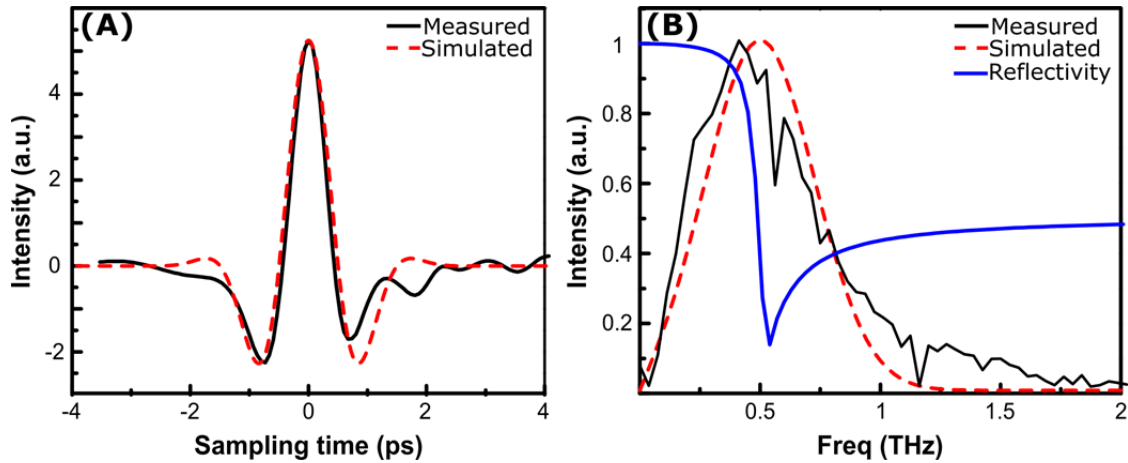 (A)
Measured
Simulated
Intensity (a.u.)
4
2
0
-2
-4
-2
0
2
4
Sampling time (ps)
(B)
Measured
Simulated
Reflectivity
Intensity (a.u.)
1
0.8
0.6
0.4
0.2
0.5
1
1.5
2
Freq (THz)